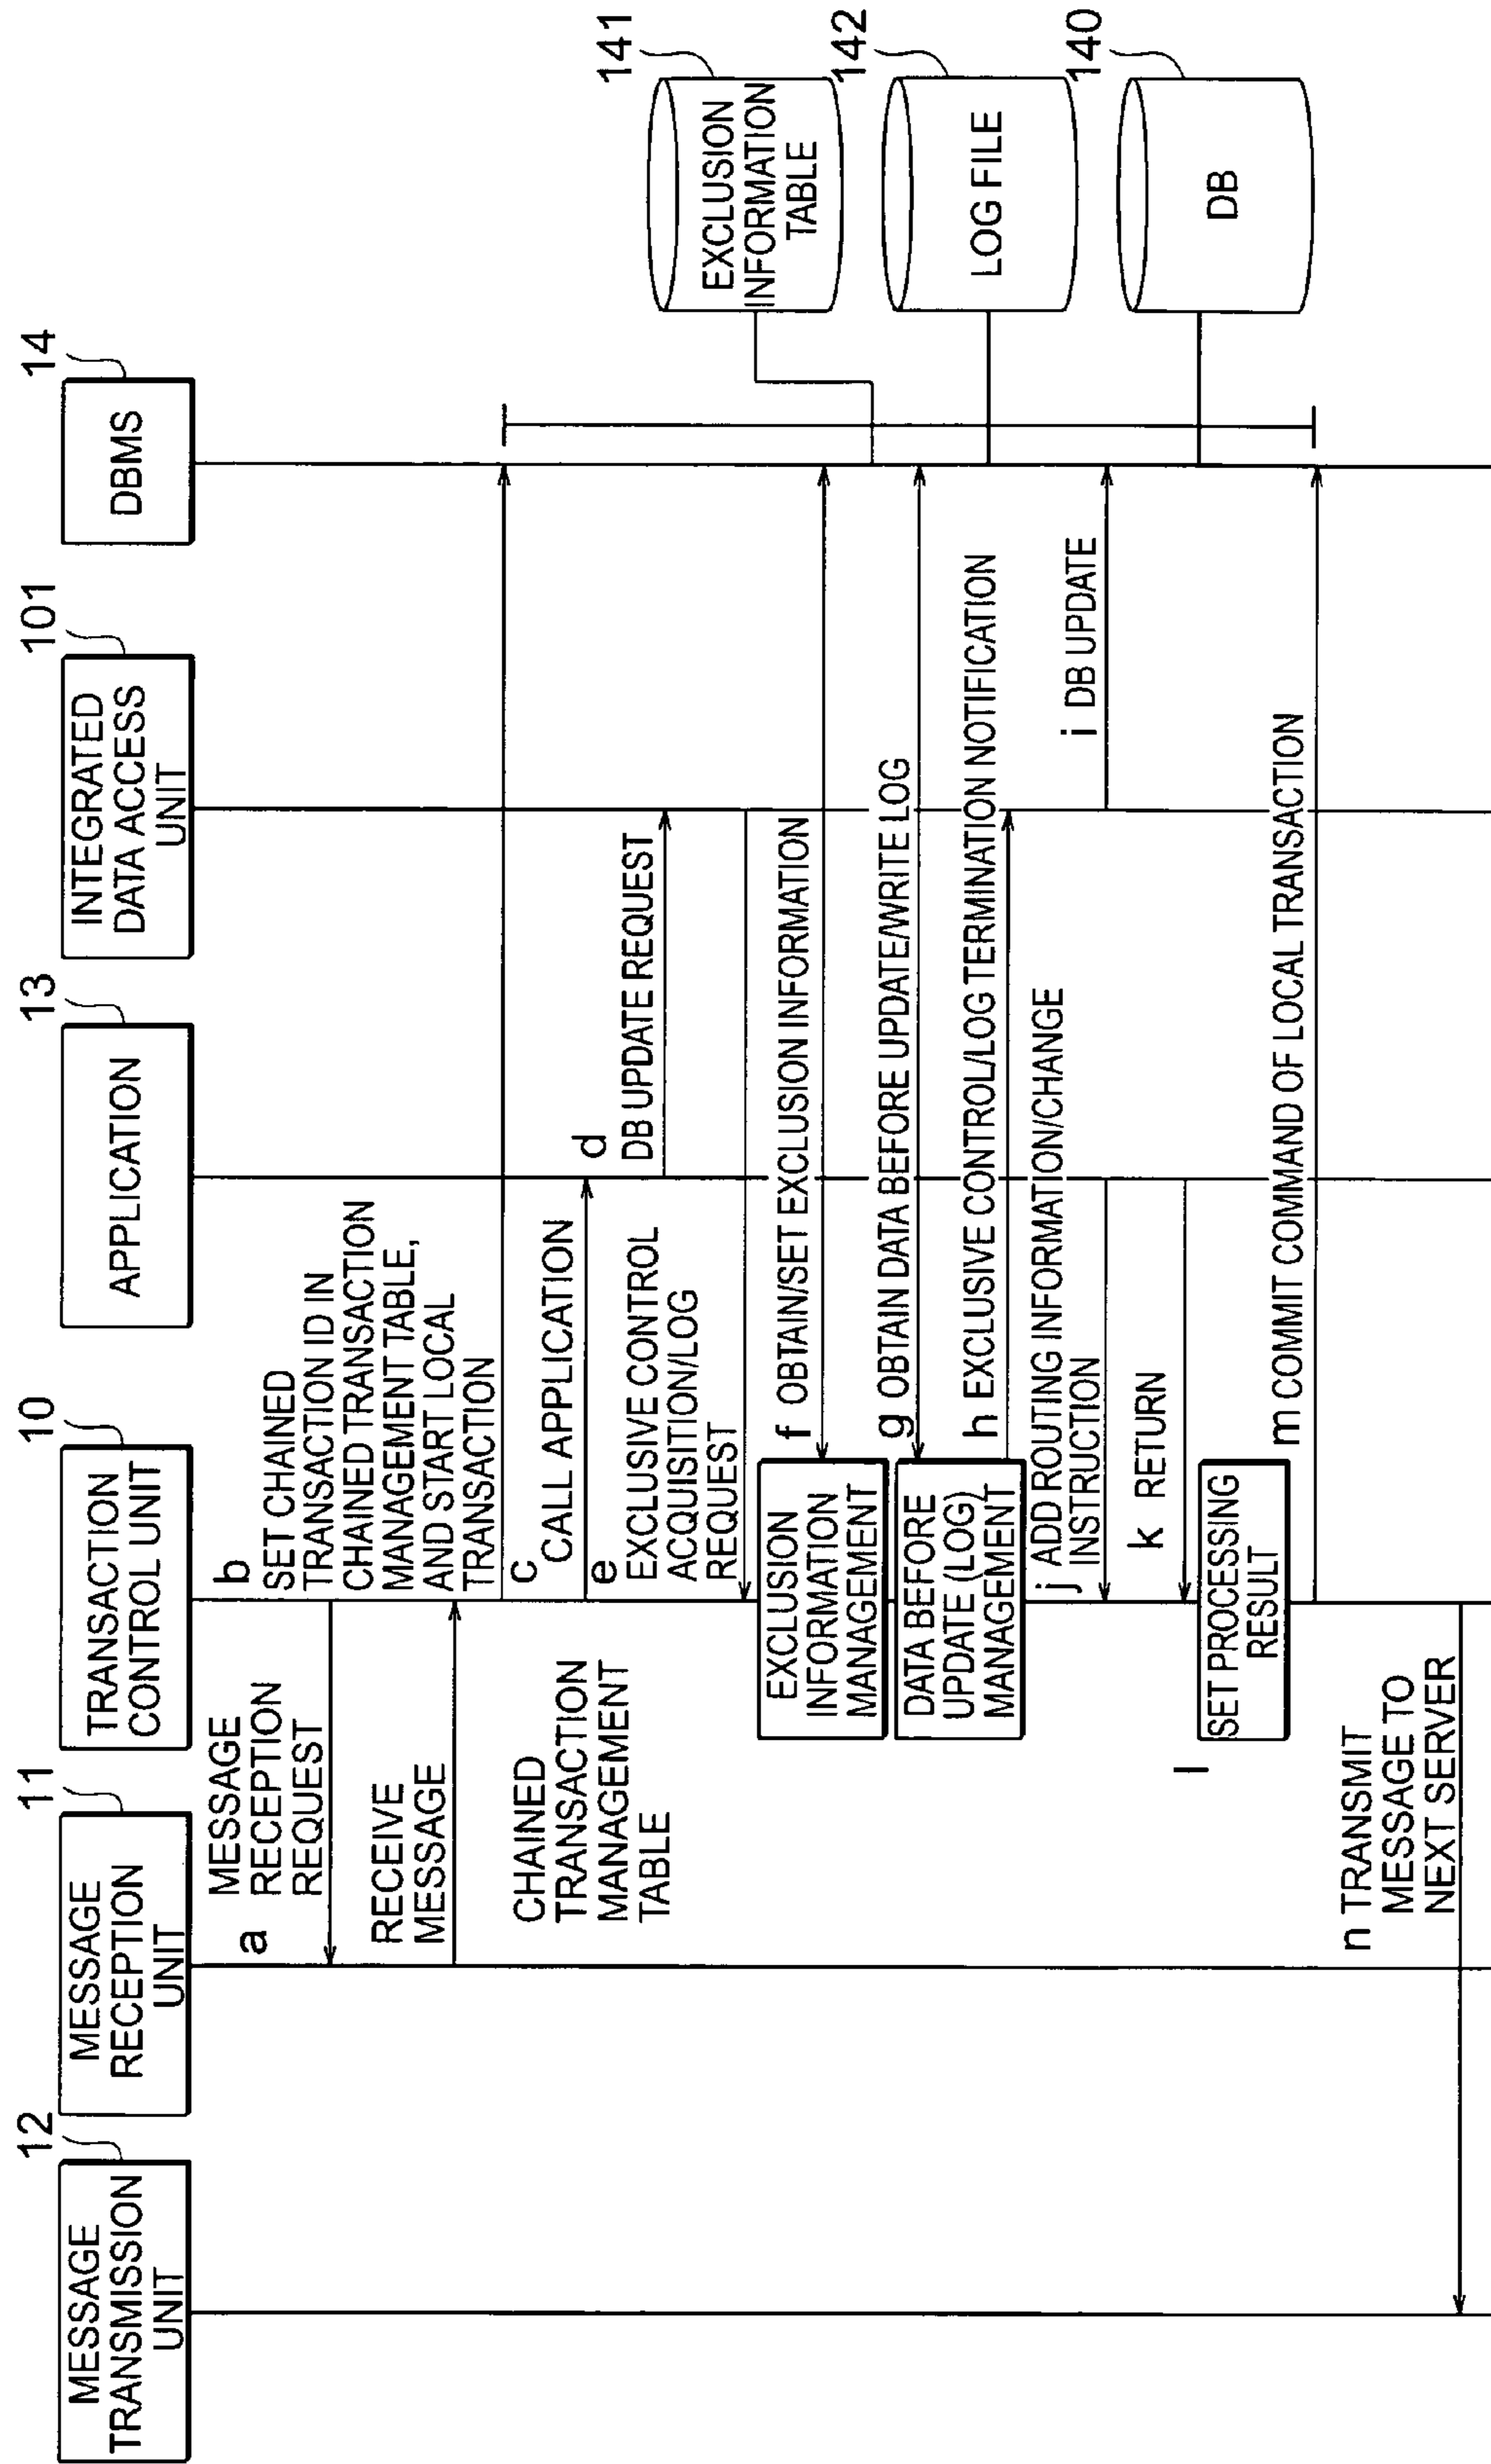 12
MESSAGE
TRANSMISSION
UNIT
11
MESSAGE
RECEPTION
UNIT
10
TRANSACTION
CONTROL UNIT
13
APPLICATION
101
INTEGRATED
DATA ACCESS
UNIT
14
DBMS
a
MESSAGE
RECEPTION
REQUEST
RECEIVE
MESSAGE
CHAINED
TRANSACTION
MANAGEMENT
TABLE
b
SET CHAINED
TRANSACTION ID IN
CHAINED TRANSACTION
MANAGEMENT TABLE,
AND START LOCAL
TRANSACTION
c
CALL APPLICATION
d
DB UPDATE REQUEST
e
EXCLUSIVE CONTROL
ACQUISITION/LOG
REQUEST
EXCLUSION
INFORMATION
MANAGEMENT
f OBTAIN/SET EXCLUSION INFORMATION
DATA BEFORE
UPDATE (LOG)
MANAGEMENT
g OBTAIN DATA BEFORE UPDATE/WRITE LOG
h EXCLUSIVE CONTROL/LOG TERMINATION NOTIFICATION
i DB UPDATE
j ADD ROUTING INFORMATION/CHANGE
INSTRUCTION
k RETURN
l
SET PROCESSING
RESULT
m COMMIT COMMAND OF LOCAL TRANSACTION
n TRANSMIT
MESSAGE TO
NEXT SERVER
141
EXCLUSION
INFORMATION
TABLE
142
LOG FILE
140
DB